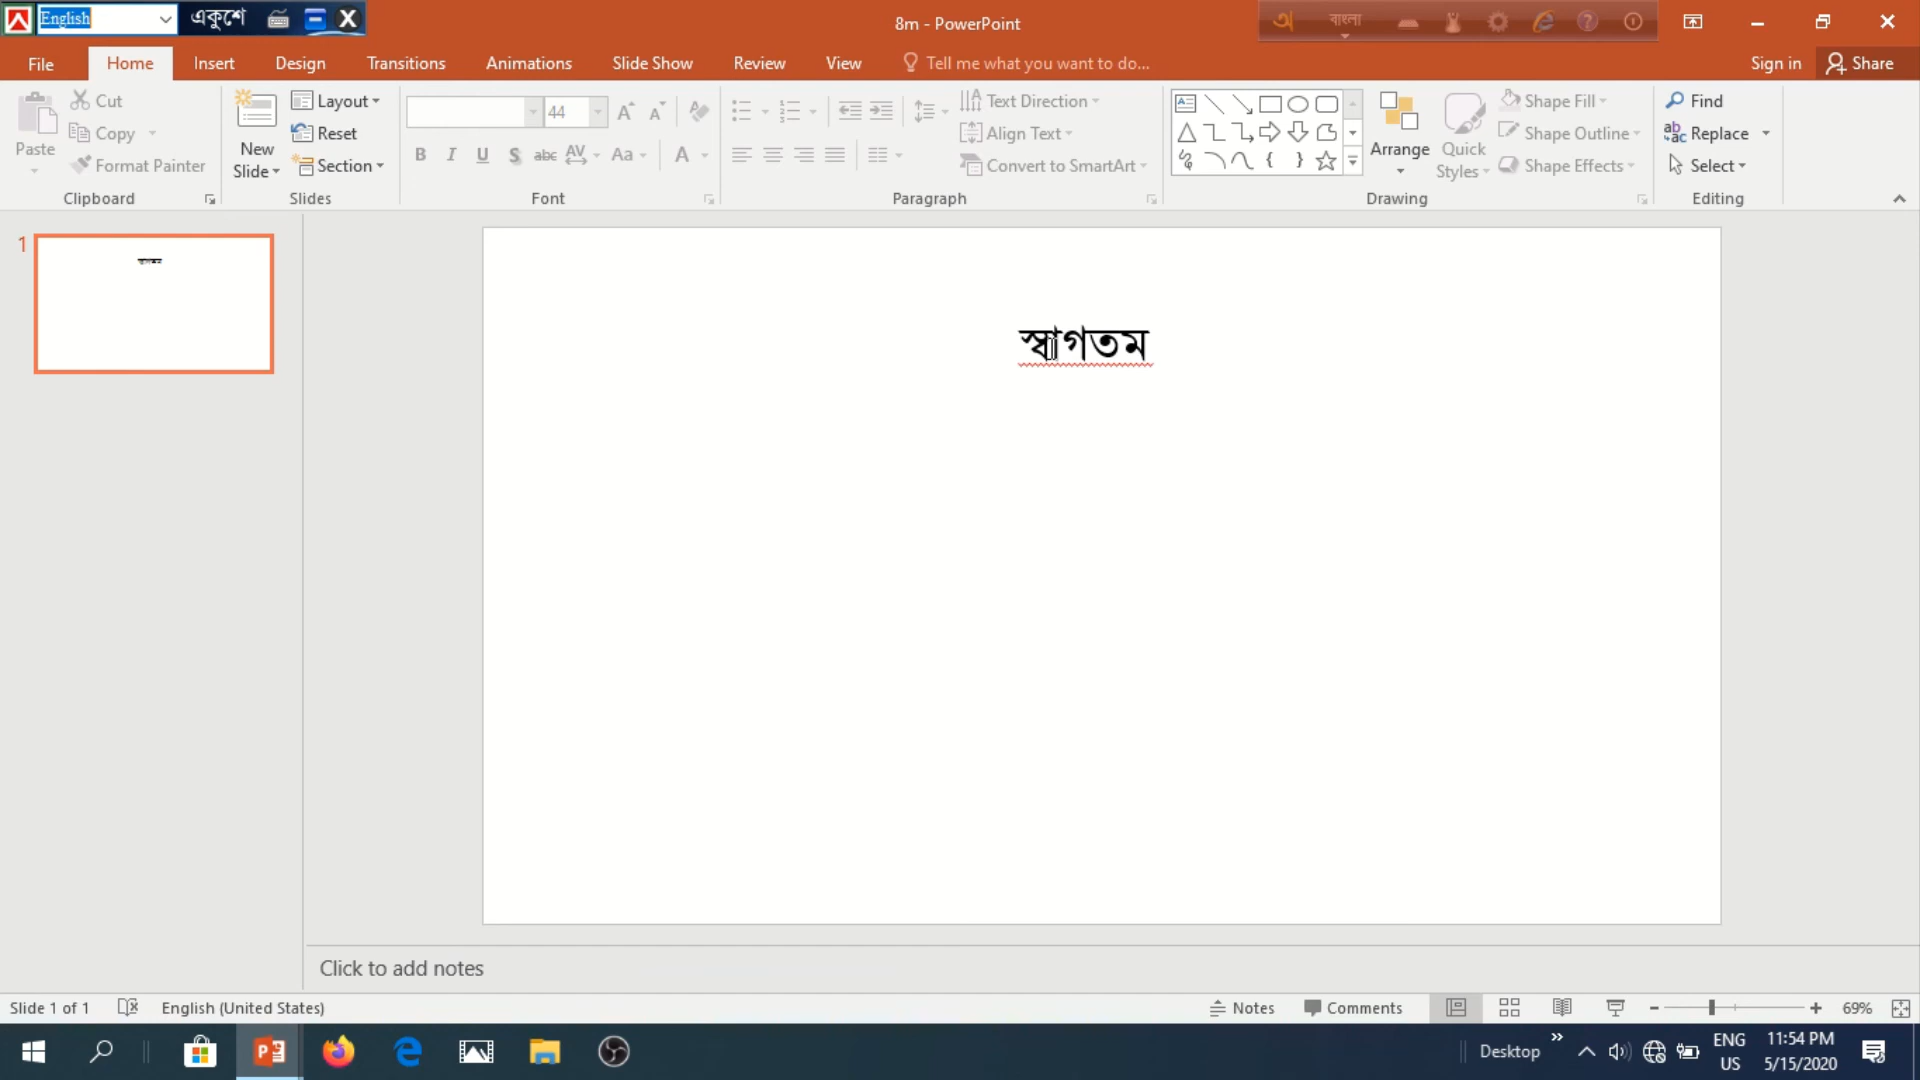 English
একুশে
8m - PowerPoint
বাংলা
File
Home
Insert
Design
Transitions
Animations
Slide Show
Review
View
Tell me what you want to do...
Sign in
Share
Paste
Cut
Copy
Format Painter
Clipboard
New
Slide
Layout
Reset
Section
Slides
44
B I U S abc AV Aa A
Font
Text Direction
Align Text
Convert to SmartArt
Paragraph
Arrange
Quick
Styles
Shape Fill
Shape Outline
Shape Effects
Drawing
Find
Replace
Select
Editing
1
স্বাগতম
স্বাগতম
Click to add notes
Slide 1 of 1
English (United States)
Notes
Comments
69%
Desktop
ENG
US
11:54 PM
5/15/2020